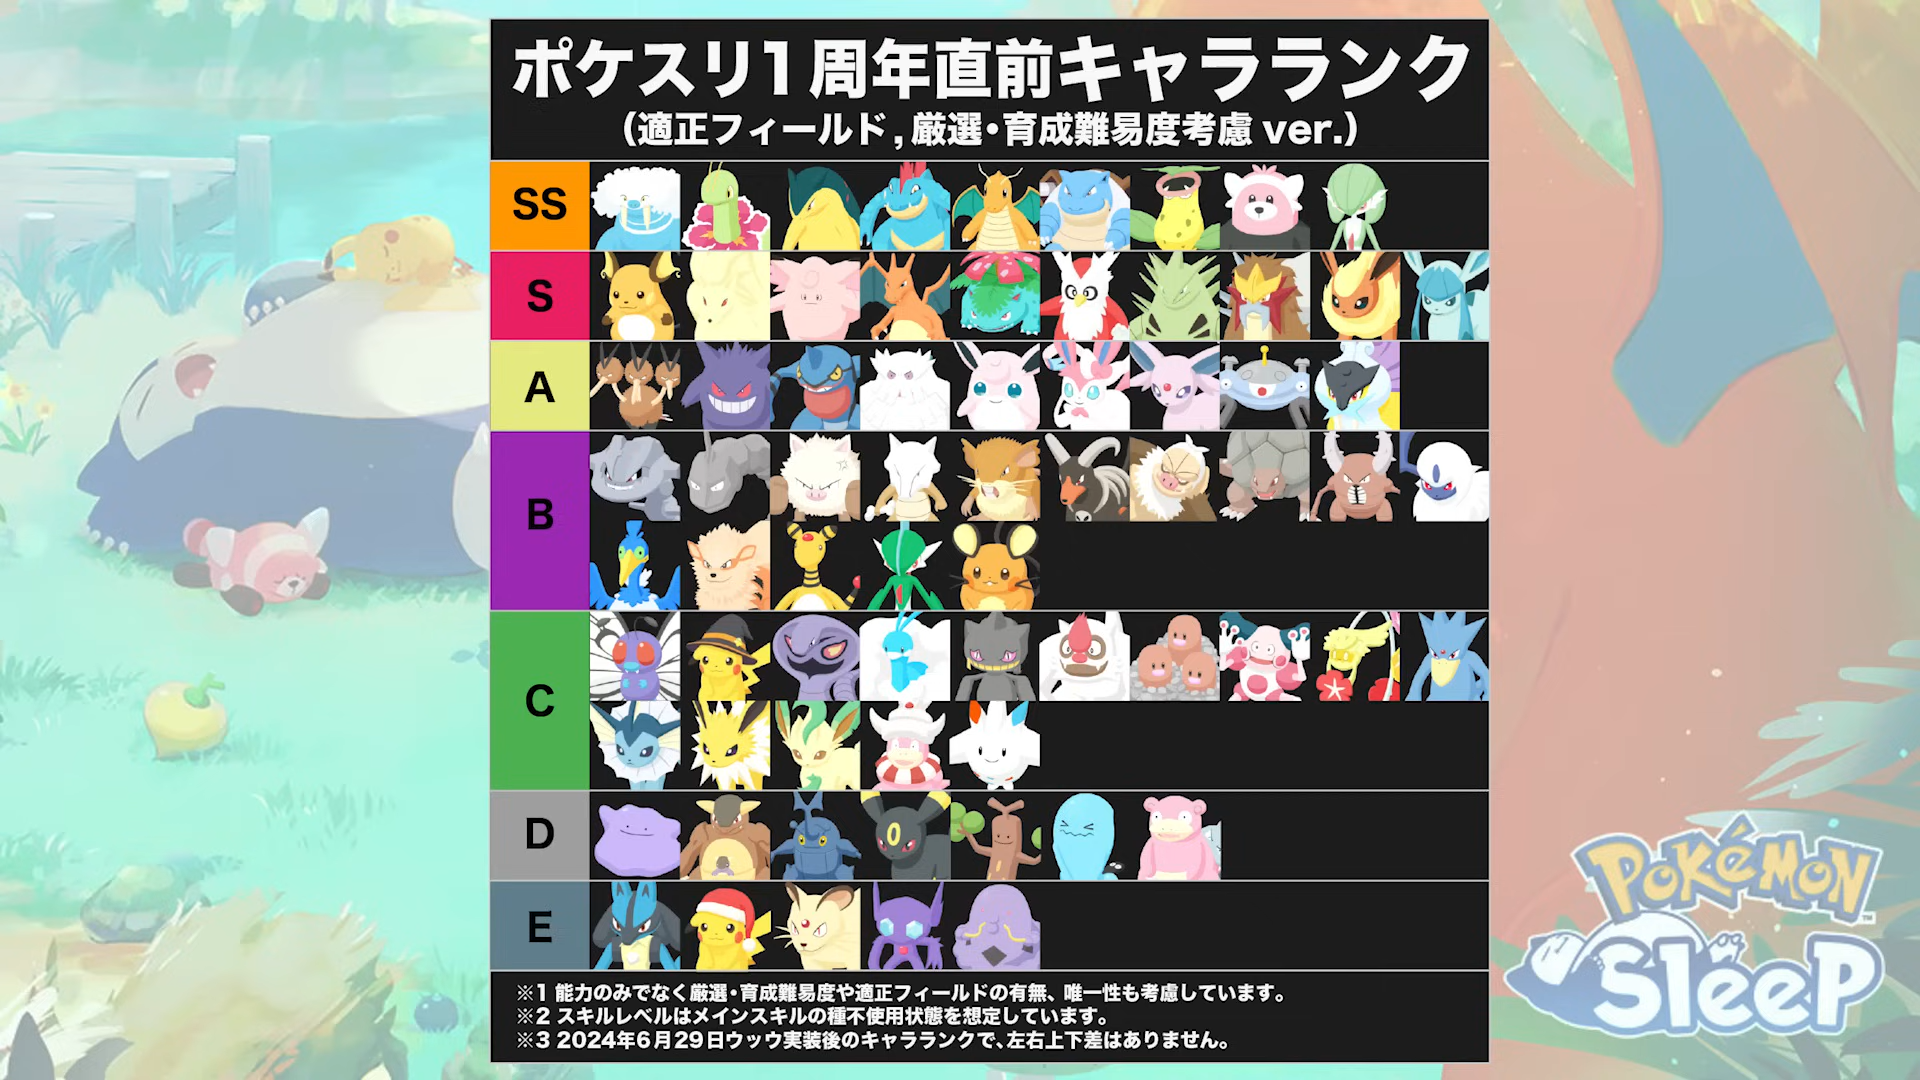 ポケスリ1周年直前キャラランク
(適正フィールド,厳選・育成難易度考慮 ver.)
SS
S
A
B
C
D
E
※1 能力のみでなく厳選・育成難易度や適正フィールドの有無、唯一性も考慮しています。
※2 スキルレベルはメインスキルの種不使用状態を想定しています。
※3 2024年6月29日ウッウ実装後のキャラランクで、左右上下差はありません。
POKéMON
Sleep